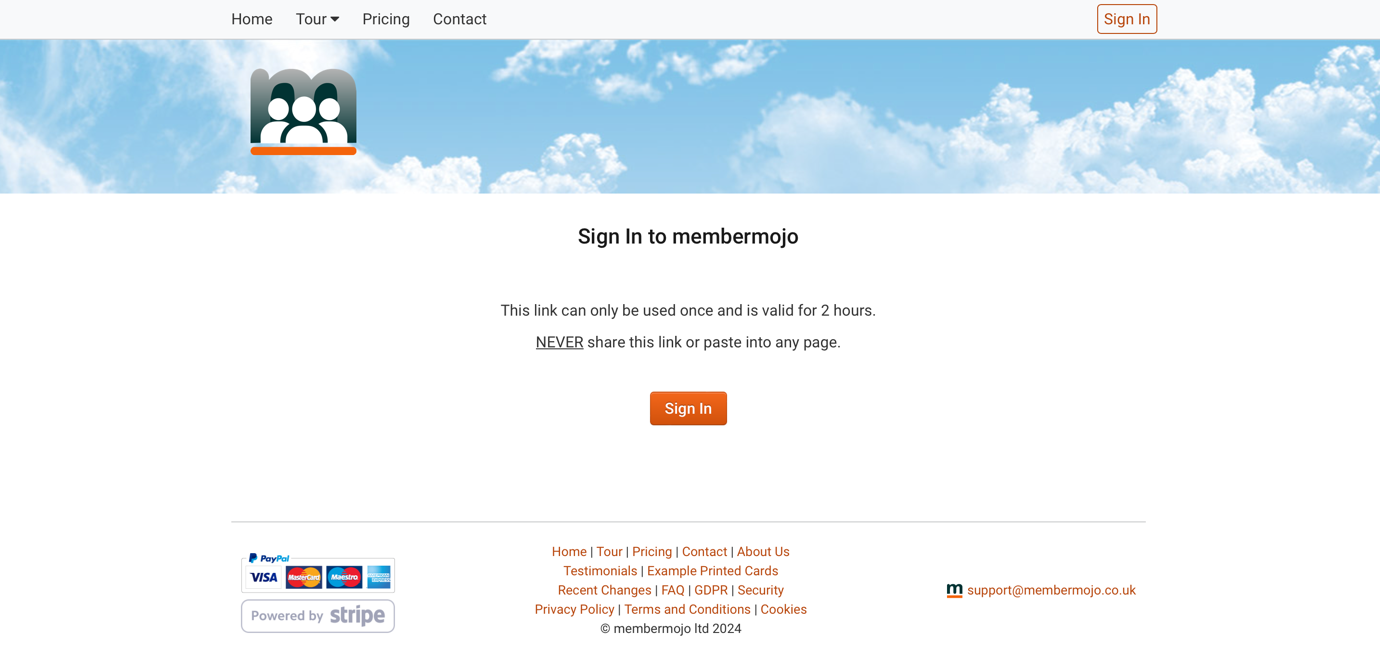 Home Tour Pricing Contact Sign In
Sign In to membermojo
This link can only be used once and is valid for 2 hours.
NEVER share this link or paste into any page.
Sign In
PayPal
VISA MasterCard Maestro
Powered by stripe
Home | Tour | Pricing | Contact | About Us
Testimonials | Example Printed Cards
Recent Changes | FAQ | GDPR | Security
Privacy Policy | Terms and Conditions | Cookies
© membermojo ltd 2024
m support@membermojo.co.uk